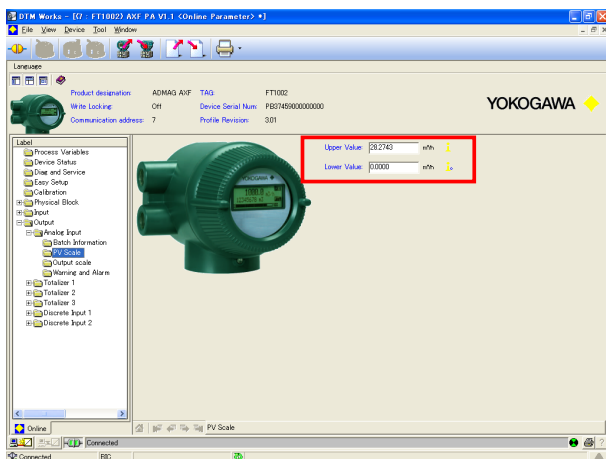 DTM Works - [(7 : FT1002) AXF PA V1.1 <Online Parameter> *]
File View Device Tool Window
Language
Product designation: ADMAG AXF TAG: FT1002
Write Locking: Off Device Serial Num: PB37459000000000
Communication address: 7 Profile Revision: 3.01
YOKOGAWA
Label
Process Variables
Device Status
Diag and Service
Easy Setup
Calibration
Physical Block
Input
Output
Analog Input
Batch Information
PV Scale
Output scale
Warning and Alarm
Totalizer 1
Totalizer 2
Totalizer 3
Discrete Input 1
Discrete Input 2
Upper Value: 28.2743 m³/h
Lower Value: 0.0000 m³/h
YOKOGAWA
Online
PV Scale
Connected
Connected